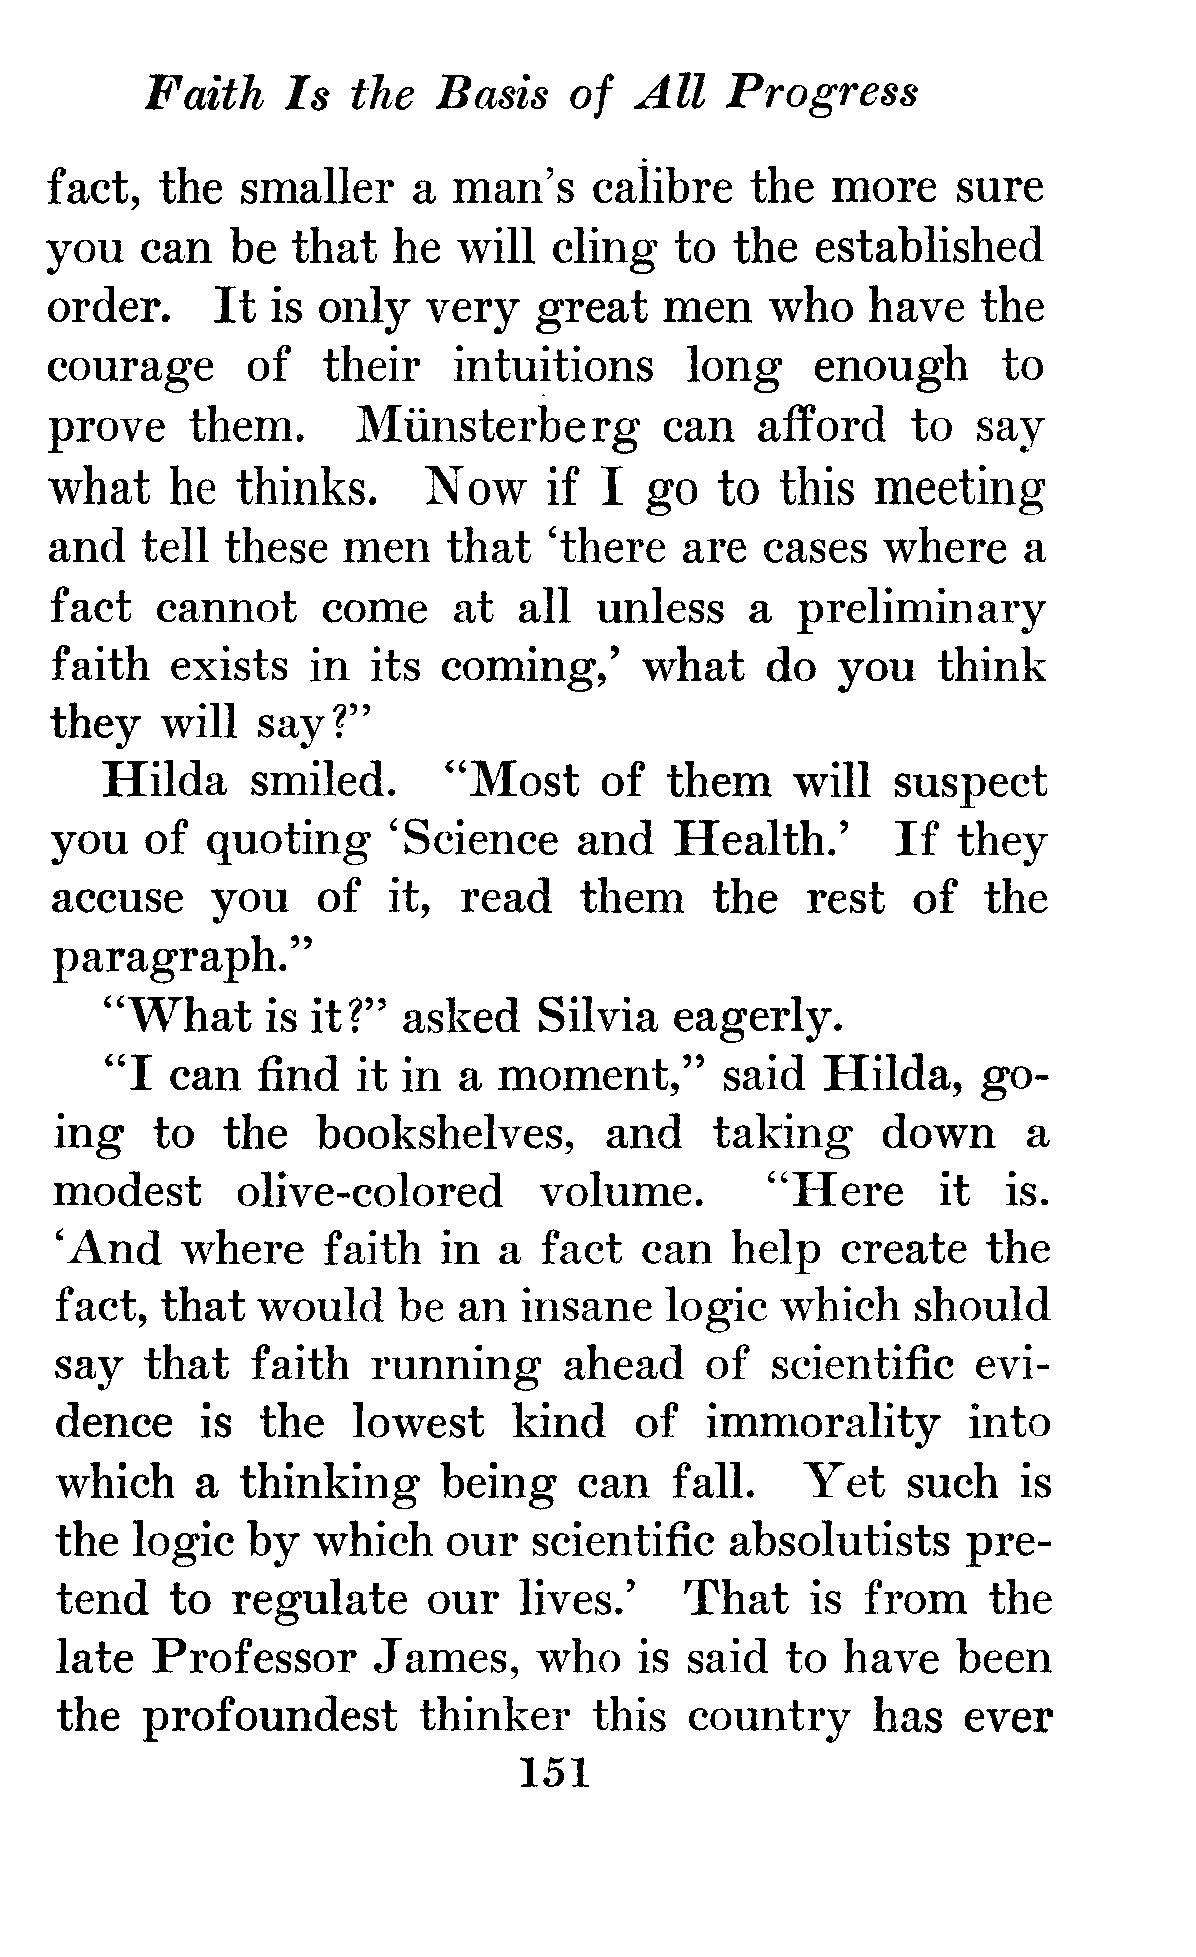 Faith Is the Basis of All Progress
fact, the smaller a man's calibre the more sure
you can be that he will cling to the established
order. It is only very great men who have the
courage of their intuitions long enough to
prove them. Münsterberg can afford to say
what he thinks. Now if I go to this meeting
and tell these men that 'there are cases where a
fact cannot come at all unless a preliminary
faith exists in its coming,' what do you think
they will say?"
Hilda smiled. "Most of them will suspect
you of quoting 'Science and Health.' If they
accuse you of it, read them the rest of the
paragraph."
"What is it?" asked Silvia eagerly.
"I can find it in a moment," said Hilda, go-
ing to the bookshelves, and taking down a
modest olive-colored volume. "Here it is.
'And where faith in a fact can help create the
fact, that would be an insane logic which should
say that faith running ahead of scientific evi-
dence is the lowest kind of immorality into
which a thinking being can fall. Yet such is
the logic by which our scientific absolutists pre-
tend to regulate our lives.' That is from the
late Professor James, who is said to have been
the profoundest thinker this country has ever
151